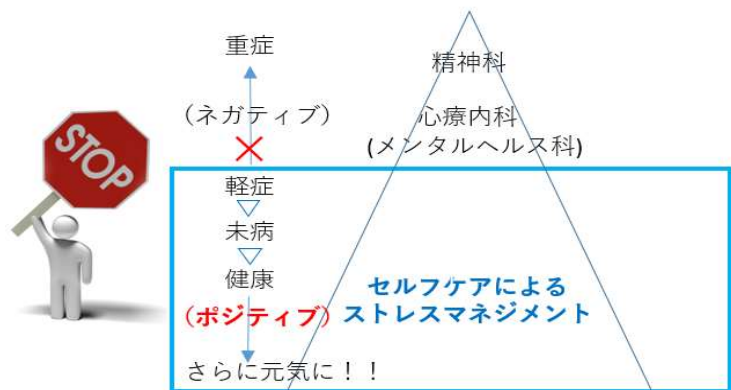 重症
精神科
(ネガティブ)
心療内科
(メンタルヘルス科)
STOP
軽症
未病
健康
(ポジティブ)
セルフケアによる
ストレスマネジメント
さらに元気に！！